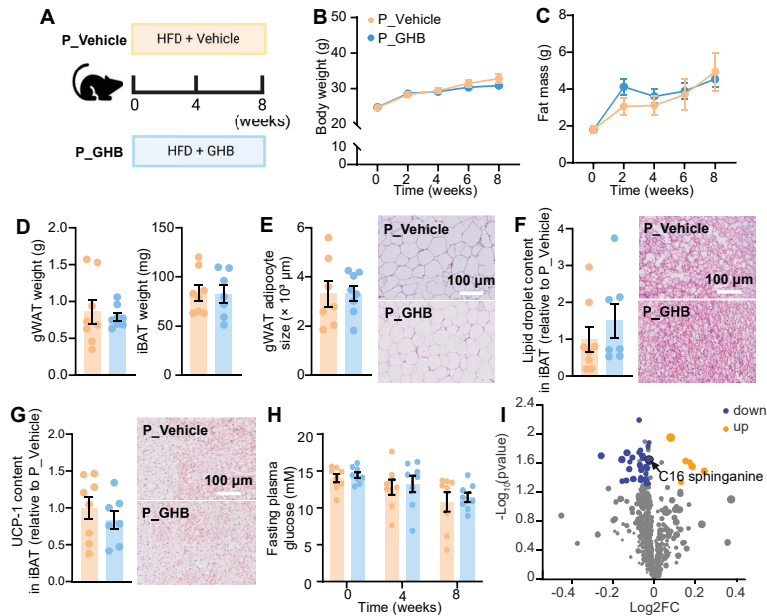 A
P_Vehicle
HFD + Vehicle
0
4
8
(weeks)
P_GHB
HFD + GHB
B
P_Vehicle
P_GHB
Body weight (g)
50
40
30
20
10
0
0 2 4 6 8
Time (weeks)
C
Fat mass (g)
8
6
4
2
0 2 4 6 8
Time (weeks)
D
gWAT weight (g)
2.0
1.5
1.0
0.5
0.0
iBAT weight (mg)
150
100
50
0
E
gWAT adipocyte
size (× 10³ μm)
6
4
2
0
P_Vehicle
100 μm
P_GHB
F
Lipid droplet content
in iBAT (relative to P_Vehicle)
4
3
2
1
0
P_Vehicle
100 μm
P_GHB
G
UCP-1 content
in iBAT (relative to P_Vehicle)
2.0
1.5
1.0
0.5
0.0
P_Vehicle
100 μm
P_GHB
H
Fasting plasma
glucose (mM)
20
15
10
5
0
0 4 8
Time (weeks)
I
down
up
-Log₁₀(pvalue)
2.4
2.0
1.6
1.2
0.8
0.4
0
C16 sphinganine
-0.4 -0.2 0.0 0.2 0.4
Log2FC